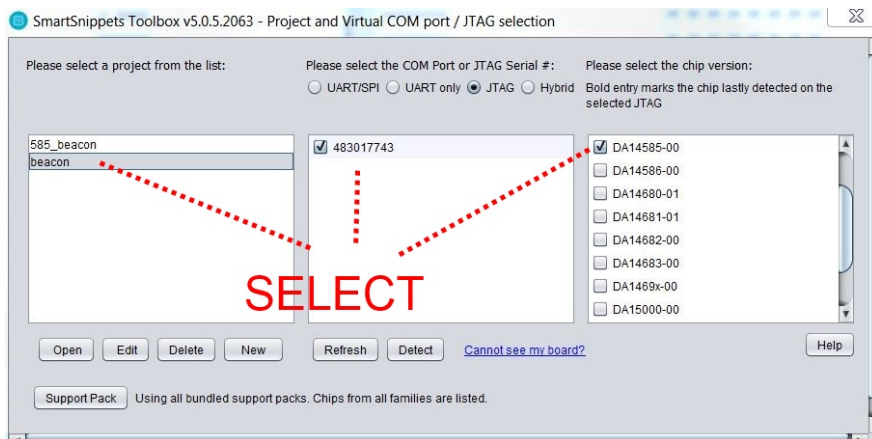 SmartSnippets Toolbox v5.0.5.2063 - Project and Virtual COM port / JTAG selection
Please select a project from the list:
Please select the COM Port or JTAG Serial #:
UART/SPI UART only JTAG Hybrid
Please select the chip version:
Bold entry marks the chip lastly detected on the
selected JTAG
585_beacon
beacon
483017743
DA14585-00
DA14586-00
DA14680-01
DA14681-01
DA14682-00
DA14683-00
DA1469x-00
DA15000-00
SELECT
Open Edit Delete New
Refresh Detect Cannot see my board?
Help
Support Pack Using all bundled support packs. Chips from all families are listed.